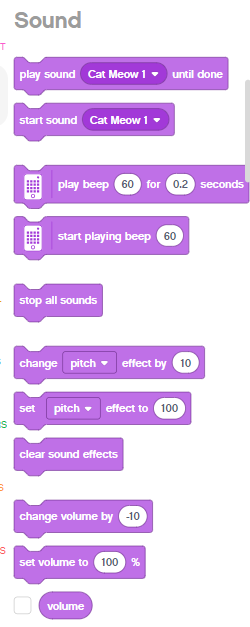 Sound
play sound Cat Meow 1 until done
start sound Cat Meow 1
play beep 60 for 0.2 seconds
start playing beep 60
stop all sounds
change pitch effect by 10
set pitch effect to 100
clear sound effects
change volume by -10
set volume to 100 %
volume